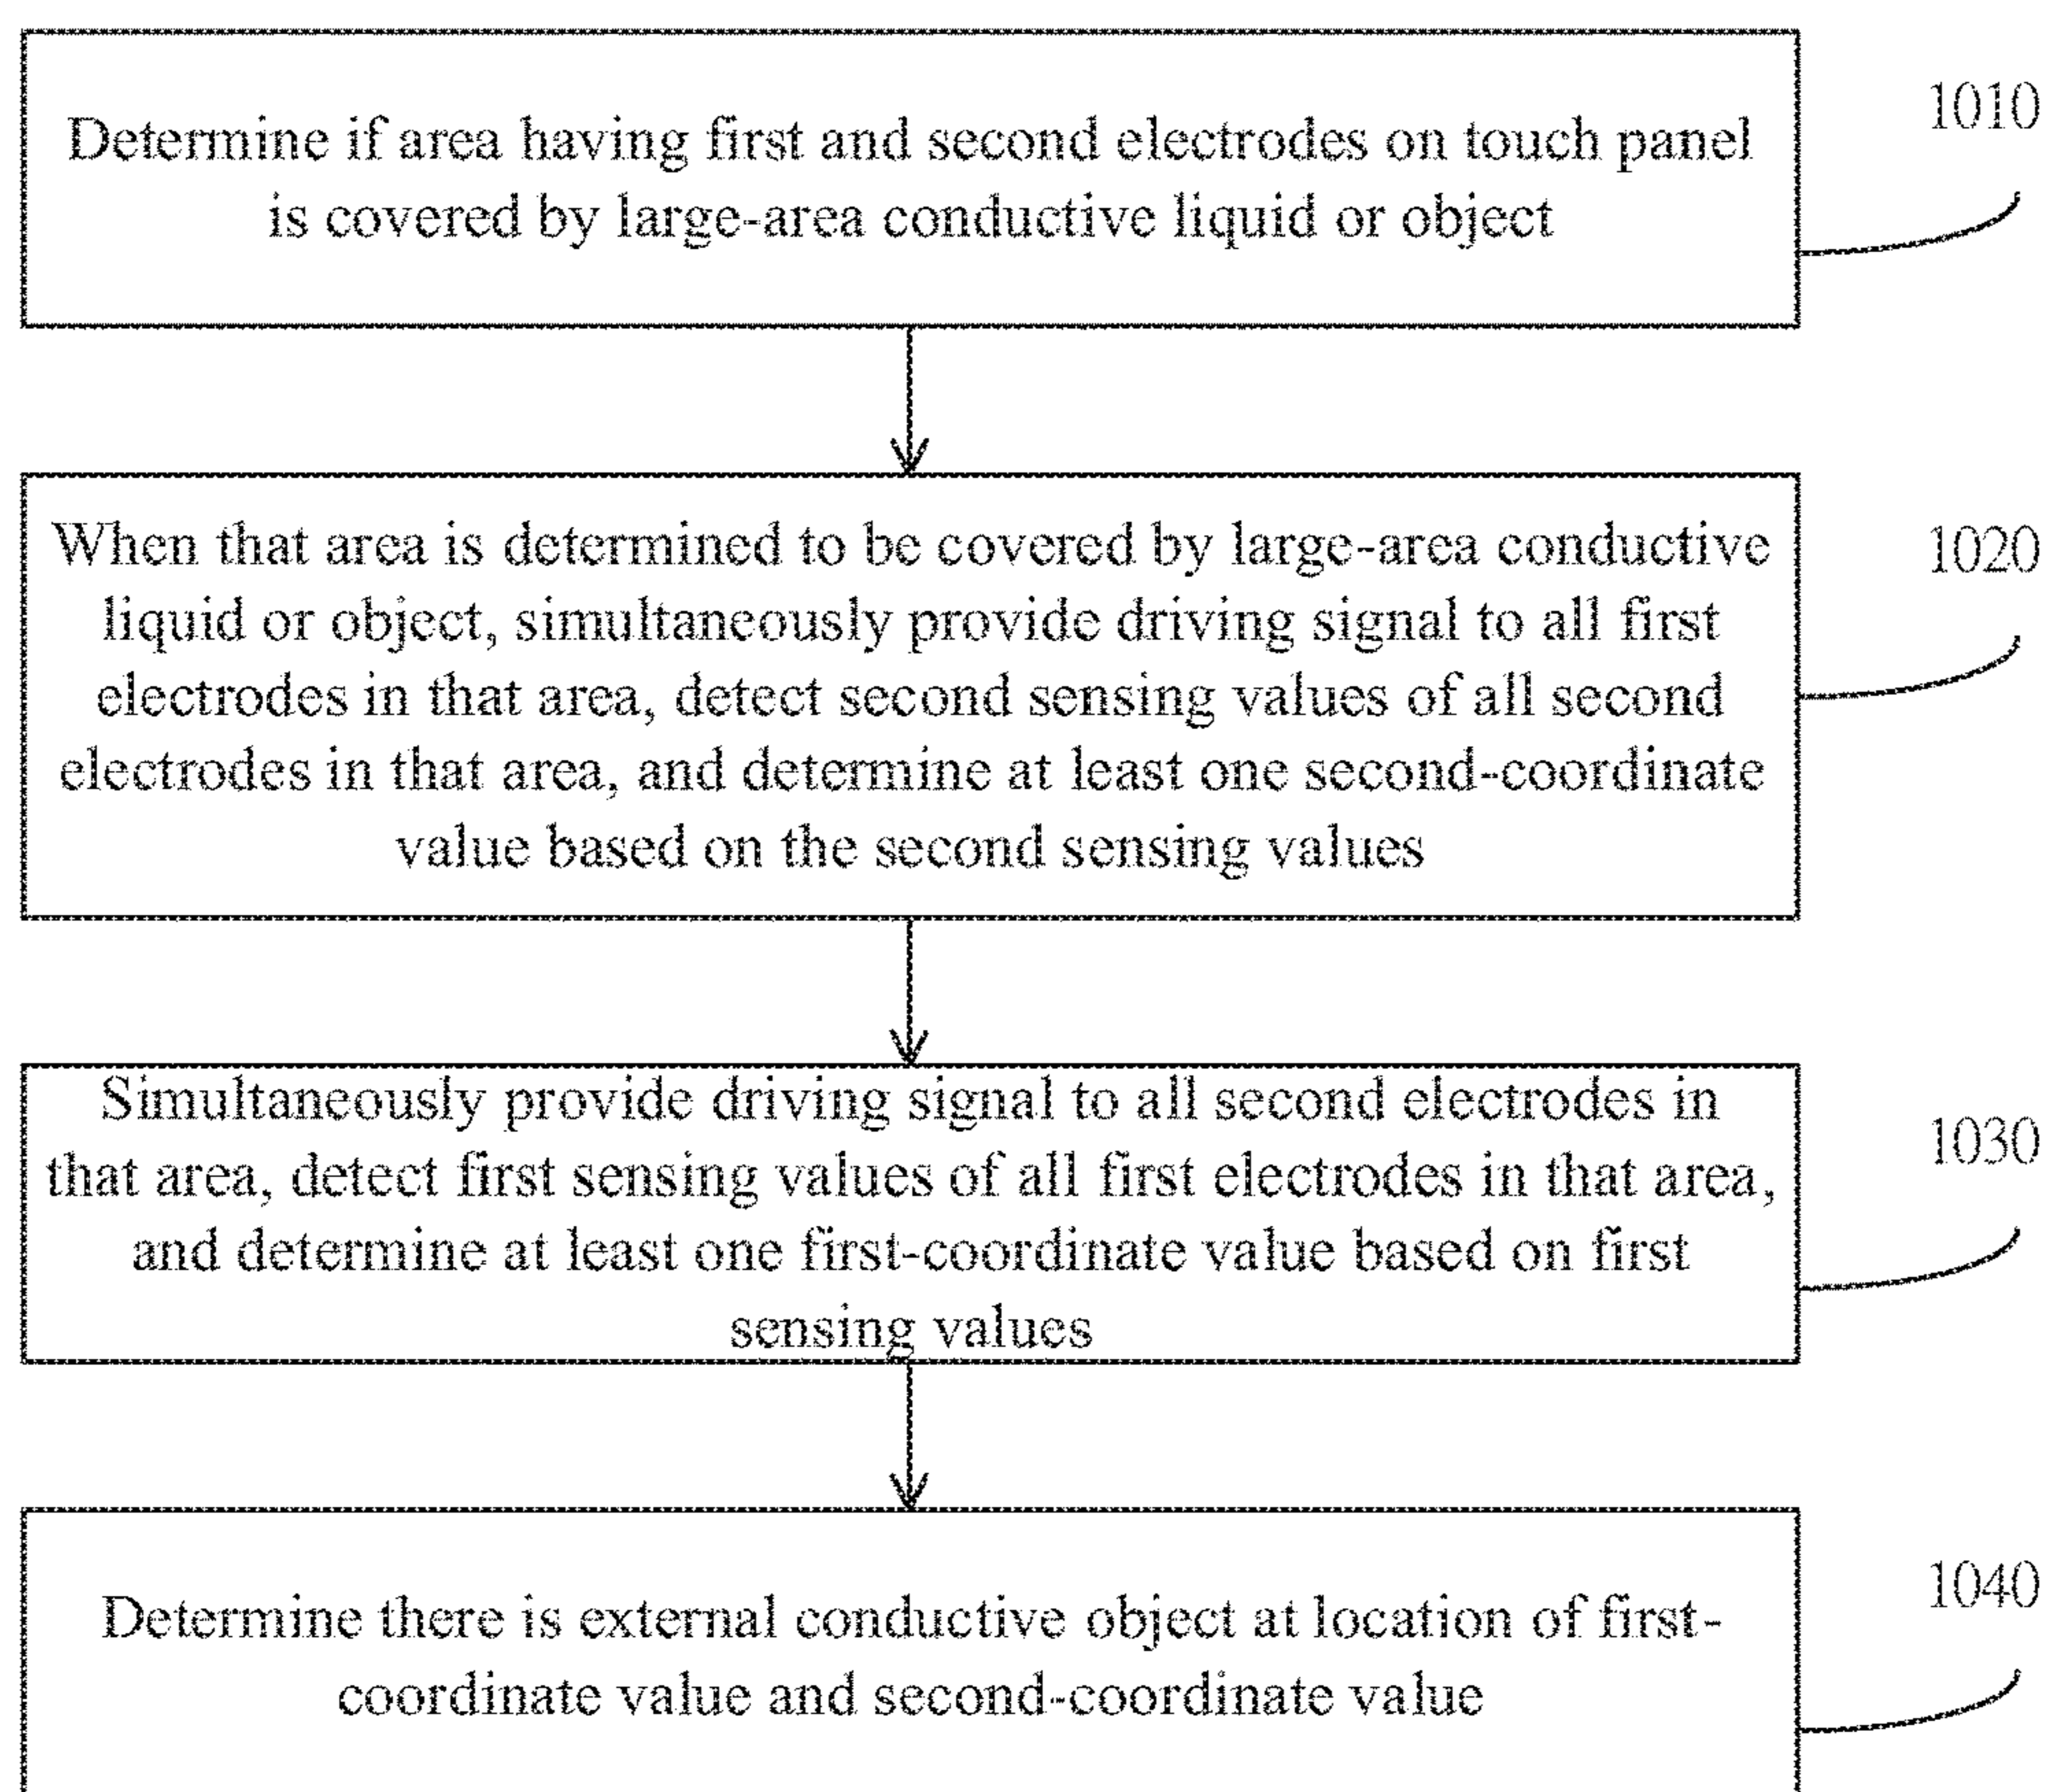 Determine if area having first and second electrodes on touch panel
is covered by large-area conductive liquid or object
1010
When that area is determined to be covered by large-area conductive
liquid or object, simultaneously provide driving signal to all first
electrodes in that area, detect second sensing values of all second
electrodes in that area, and determine at least one second-coordinate
value based on the second sensing values
1020
Simultaneously provide driving signal to all second electrodes in
that area, detect first sensing values of all first electrodes in that area,
and determine at least one first-coordinate value based on first
sensing values
1030
Determine there is external conductive object at location of first-
coordinate value and second-coordinate value
1040